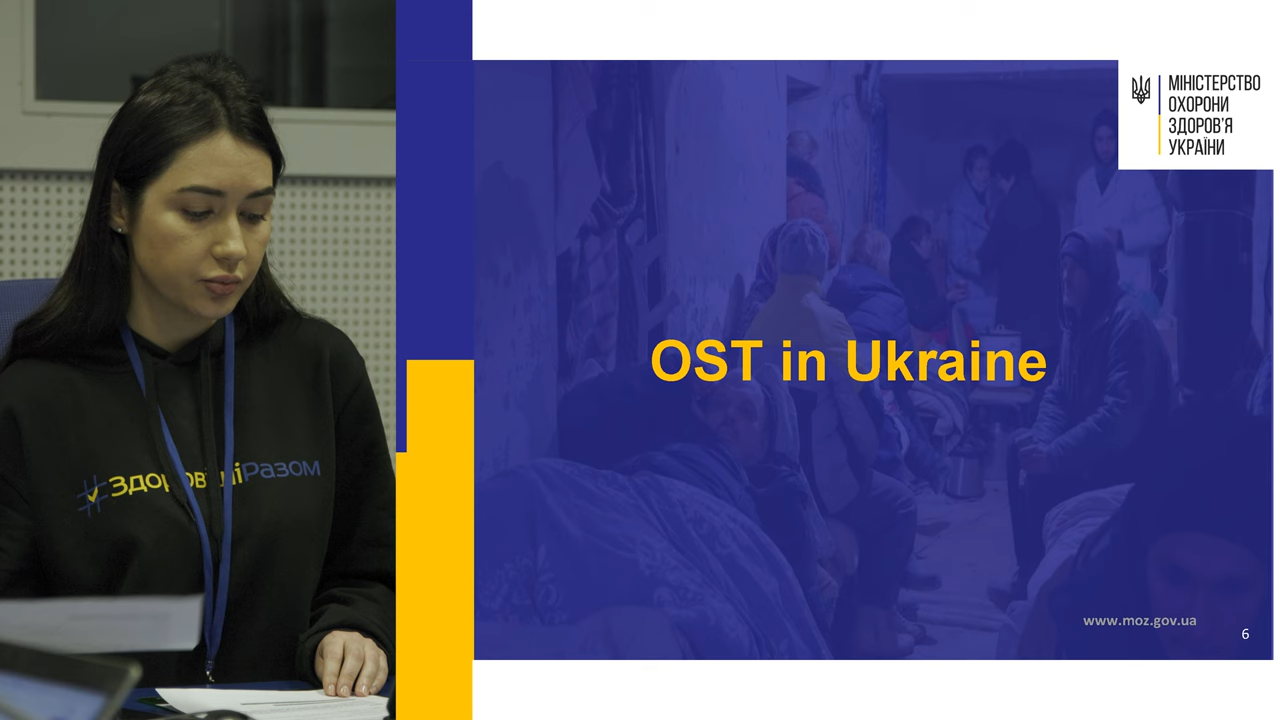 #ЗдоровіРазом
МІНІСТЕРСТВО
ОХОРОНИ
ЗДОРОВ'Я
УКРАЇНИ
OST in Ukraine
www.moz.gov.ua
6